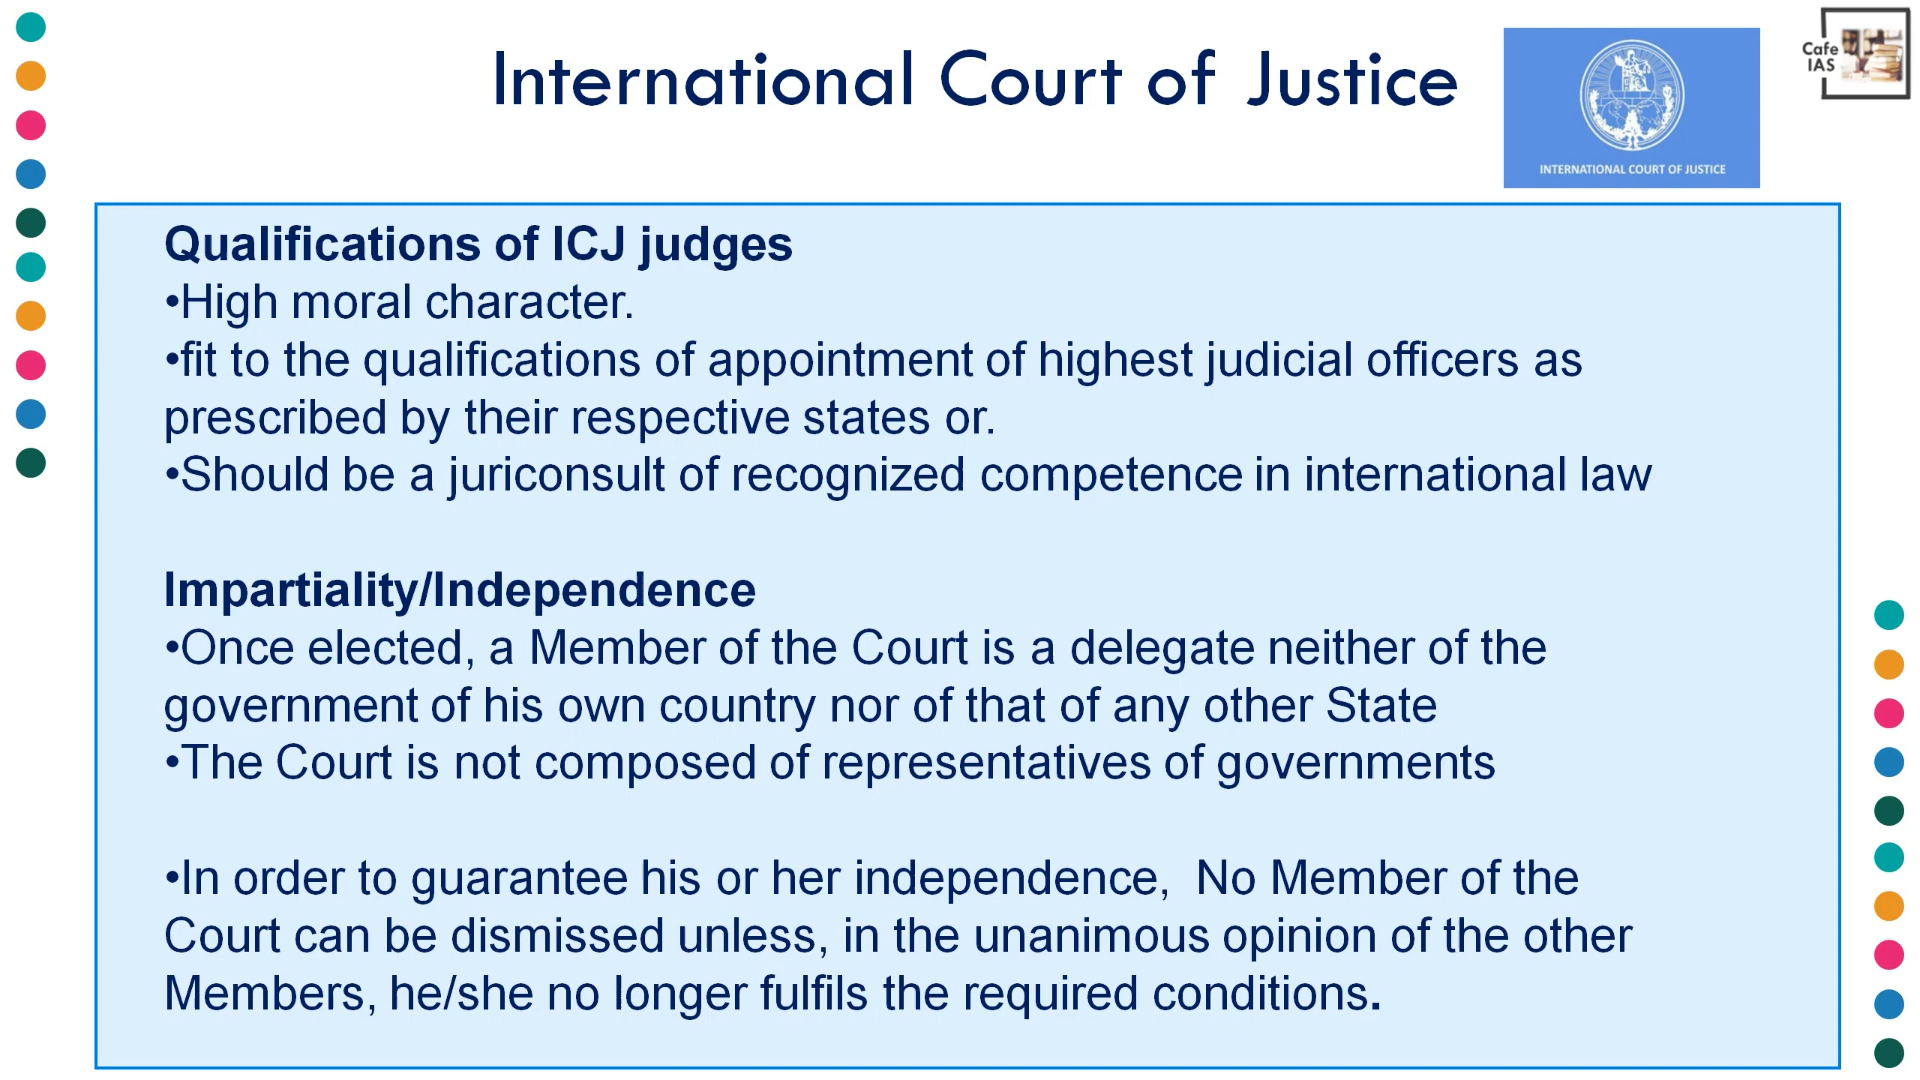 International Court of Justice
INTERNATIONAL COURT OF JUSTICE
Cafe
IAS
Qualifications of ICJ judges
•High moral character.
•fit to the qualifications of appointment of highest judicial officers as
prescribed by their respective states or.
•Should be a juriconsult of recognized competence in international law
Impartiality/Independence
•Once elected, a Member of the Court is a delegate neither of the
government of his own country nor of that of any other State
•The Court is not composed of representatives of governments
•In order to guarantee his or her independence,  No Member of the
Court can be dismissed unless, in the unanimous opinion of the other
Members, he/she no longer fulfils the required conditions.